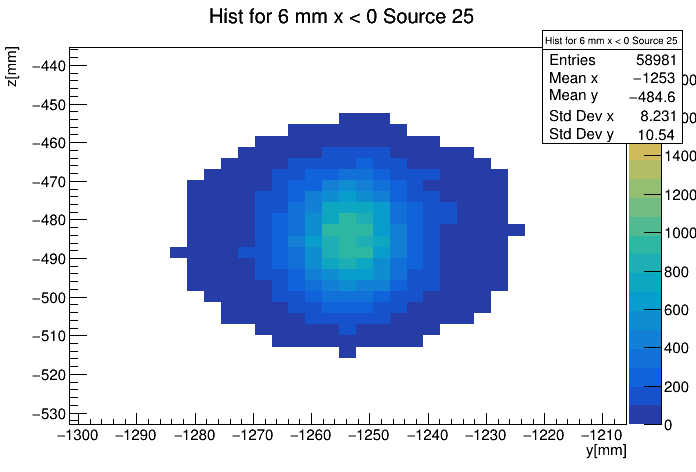 Hist for 6 mm x < 0 Source 25
z[mm]
−440
−450
−460
−470
−480
−490
−500
−510
−520
−530
Hist for 6 mm x < 0 Source 25
Entries 58981
Mean x −1253
Mean y −484.6
Std Dev x 8.231
Std Dev y 10.54
1400
1200
1000
800
600
400
200
0
−1300 −1290 −1280 −1270 −1260 −1250 −1240 −1230 −1220 −1210
y[mm]